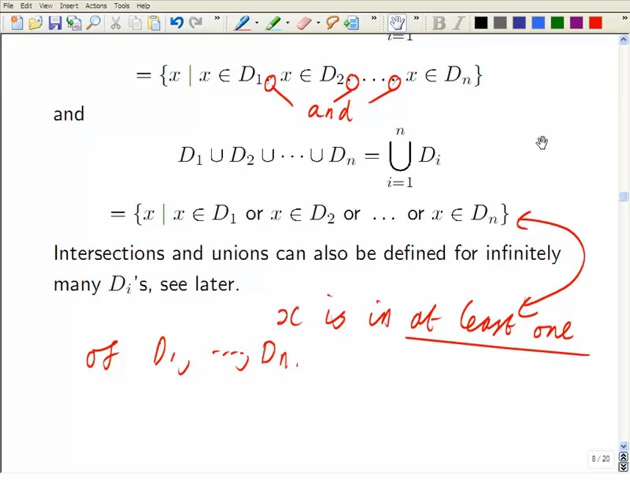 File Edit View Insert Actions Tools Help
B I
i=1
= {x | x ∈ D₁, x ∈ D₂, …, x ∈ Dₙ}
and
and
n
D₁ ∪ D₂ ∪ ⋯ ∪ Dₙ = ⋃ Dᵢ
i=1
= {x | x ∈ D₁ or x ∈ D₂ or … or x ∈ Dₙ}
Intersections and unions can also be defined for infinitely
many Dᵢ's, see later.
x is in at least one
of D₁, ..., Dn.
8 / 20